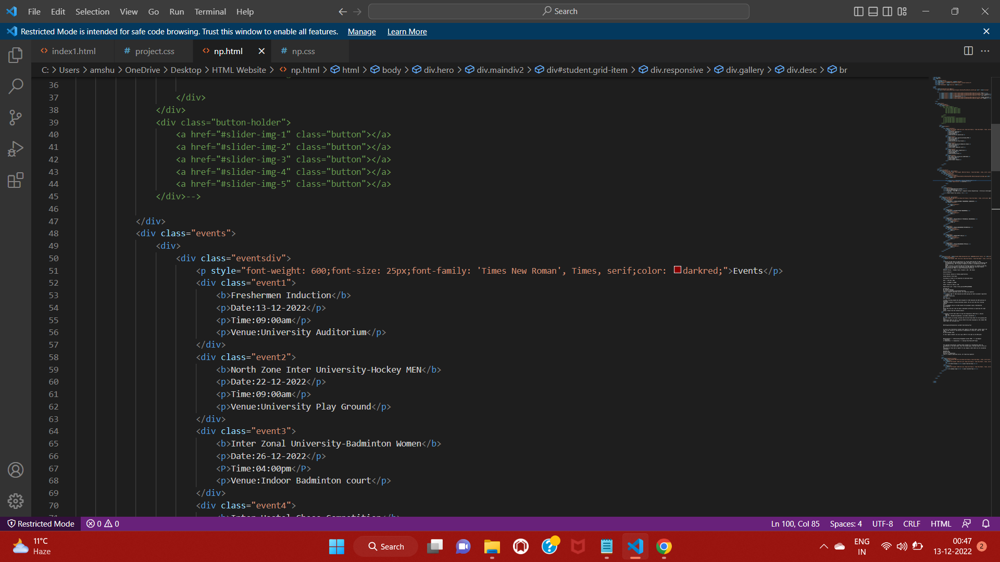 File Edit Selection View Go Run Terminal Help
Search
Restricted Mode is intended for safe code browsing. Trust this window to enable all features. Manage Learn More
index1.html project.css np.html np.css
C: > Users > amshu > OneDrive > Desktop > HTML Website > np.html > html > body > div.hero > div.maindiv2 > div#student.grid-item > div.responsive > div.gallery > div.desc > br
36
37 </div>
38 </div>
39 <div class="button-holder">
40 <a href="#slider-img-1" class="button"></a>
41 <a href="#slider-img-2" class="button"></a>
42 <a href="#slider-img-3" class="button"></a>
43 <a href="#slider-img-4" class="button"></a>
44 <a href="#slider-img-5" class="button"></a>
45 </div>-->
46
47 </div>
48 <div class="events">
49 <div>
50 <div class="eventsdiv">
51 <p style="font-weight: 600;font-size: 25px;font-family: 'Times New Roman', Times, serif;color: darkred;">Events</p>
52 <div class="event1">
53 <b>Freshermen Induction</b>
54 <p>Date:13-12-2022</p>
55 <p>Time:09:00am</p>
56 <p>Venue:University Auditorium</p>
57 </div>
58 <div class="event2">
59 <b>North Zone Inter University-Hockey MEN</b>
60 <p>Date:22-12-2022</p>
61 <p>Time:09:00am</p>
62 <p>Venue:University Play Ground</p>
63 </div>
64 <div class="event3">
65 <b>Inter Zonal University-Badminton Women</b>
66 <p>Date:26-12-2022</p>
67 <P>Time:04:00pm</P>
68 <p>Venue:Indoor Badminton court</p>
69 </div>
70 <div class="event4">
71 <b>Inter Hostel Chess Competition</b>
Restricted Mode 0 0 Ln 100, Col 85 Spaces: 4 UTF-8 CRLF HTML
11°C
Haze
Search
ENG
IN
00:47
13-12-2022
2